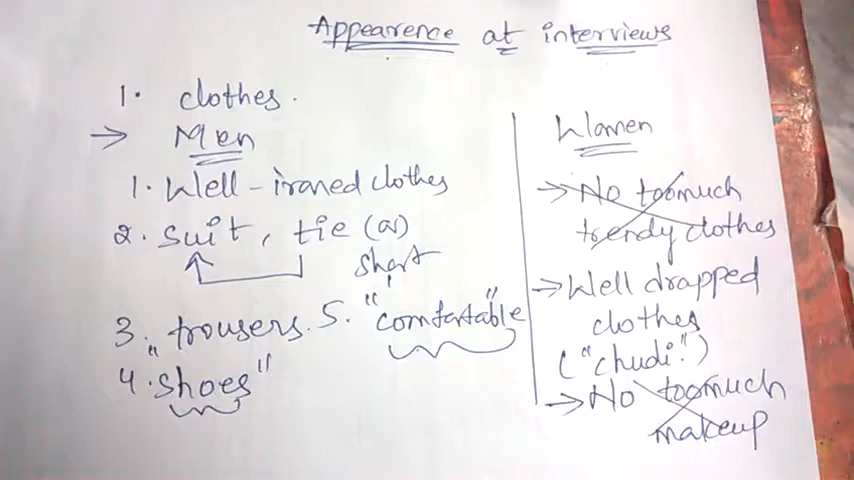 Appearence at interviews
1. clothes.
→ Men
1. Well-ironed clothes
2. suit, tie (or)
short
3. trousers. 5. "comfortable"
4. "shoes"
Women
→ No toomuch
trendy clothes
→ Well drapped
clothes
("chudi")
→ No toomuch
makeup